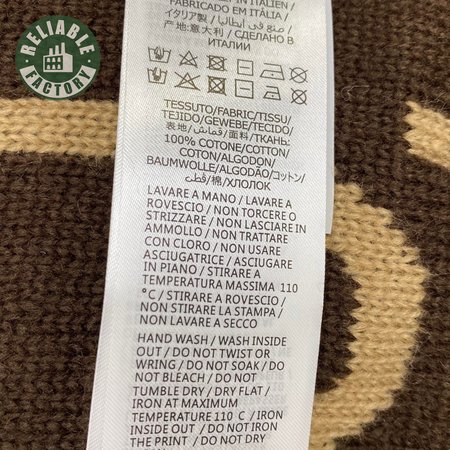 RELIABLE
FACTORY
IN ITALIEN /
FABRICADO EM ITÁLIA /
イタリア製 / صنع في ايطاليا /
产地:意大利 / СДЕЛАНО В
ИТАЛИИ
TESSUTO/FABRIC/TISSU/
TEJIDO/GEWEBE/TECIDO/
表地/قماش/面料/ТКАНЬ:
100% COTONE/COTTON/
COTON/ALGODON/
BAUMWOLLE/ALGODÃO/コットン/
قطن/棉/ХЛОПОК
LAVARE A MANO / LAVARE A
ROVESCIO / NON TORCERE O
STRIZZARE / NON LASCIARE IN
AMMOLLO / NON TRATTARE
CON CLORO / NON USARE
ASCIUGATRICE / ASCIUGARE
IN PIANO / STIRARE A
TEMPERATURA MASSIMA 110
°C / STIRARE A ROVESCIO /
NON STIRARE LA STAMPA /
NON LAVARE A SECCO
HAND WASH / WASH INSIDE
OUT / DO NOT TWIST OR
WRING / DO NOT SOAK / DO
NOT BLEACH / DO NOT
TUMBLE DRY / DRY FLAT /
IRON AT MAXIMUM
TEMPERATURE 110 C / IRON
INSIDE OUT / DO NOT IRON
THE PRINT / DO NOT DRY